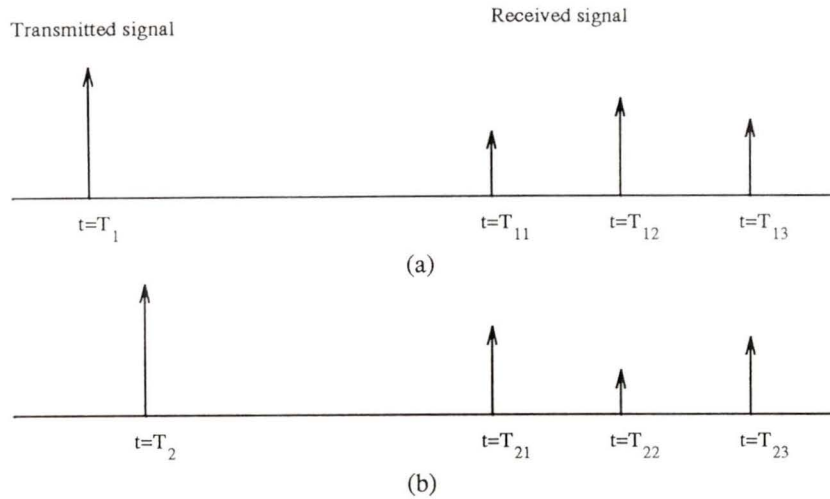 Transmitted signal
Received signal
t=T₁
t=T₁₁
t=T₁₂
t=T₁₃
(a)
t=T₂
t=T₂₁
t=T₂₂
t=T₂₃
(b)